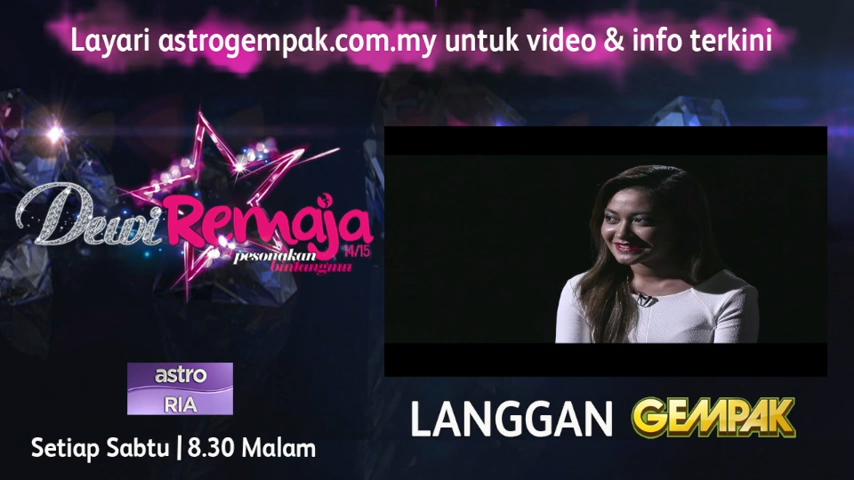 Layari astrogempak.com.my untuk video & info terkini
Dewi Remaja
14/15
pesonakan
bintangmu
astro
RIA
Setiap Sabtu | 8.30 Malam
LANGGAN GEMPAK